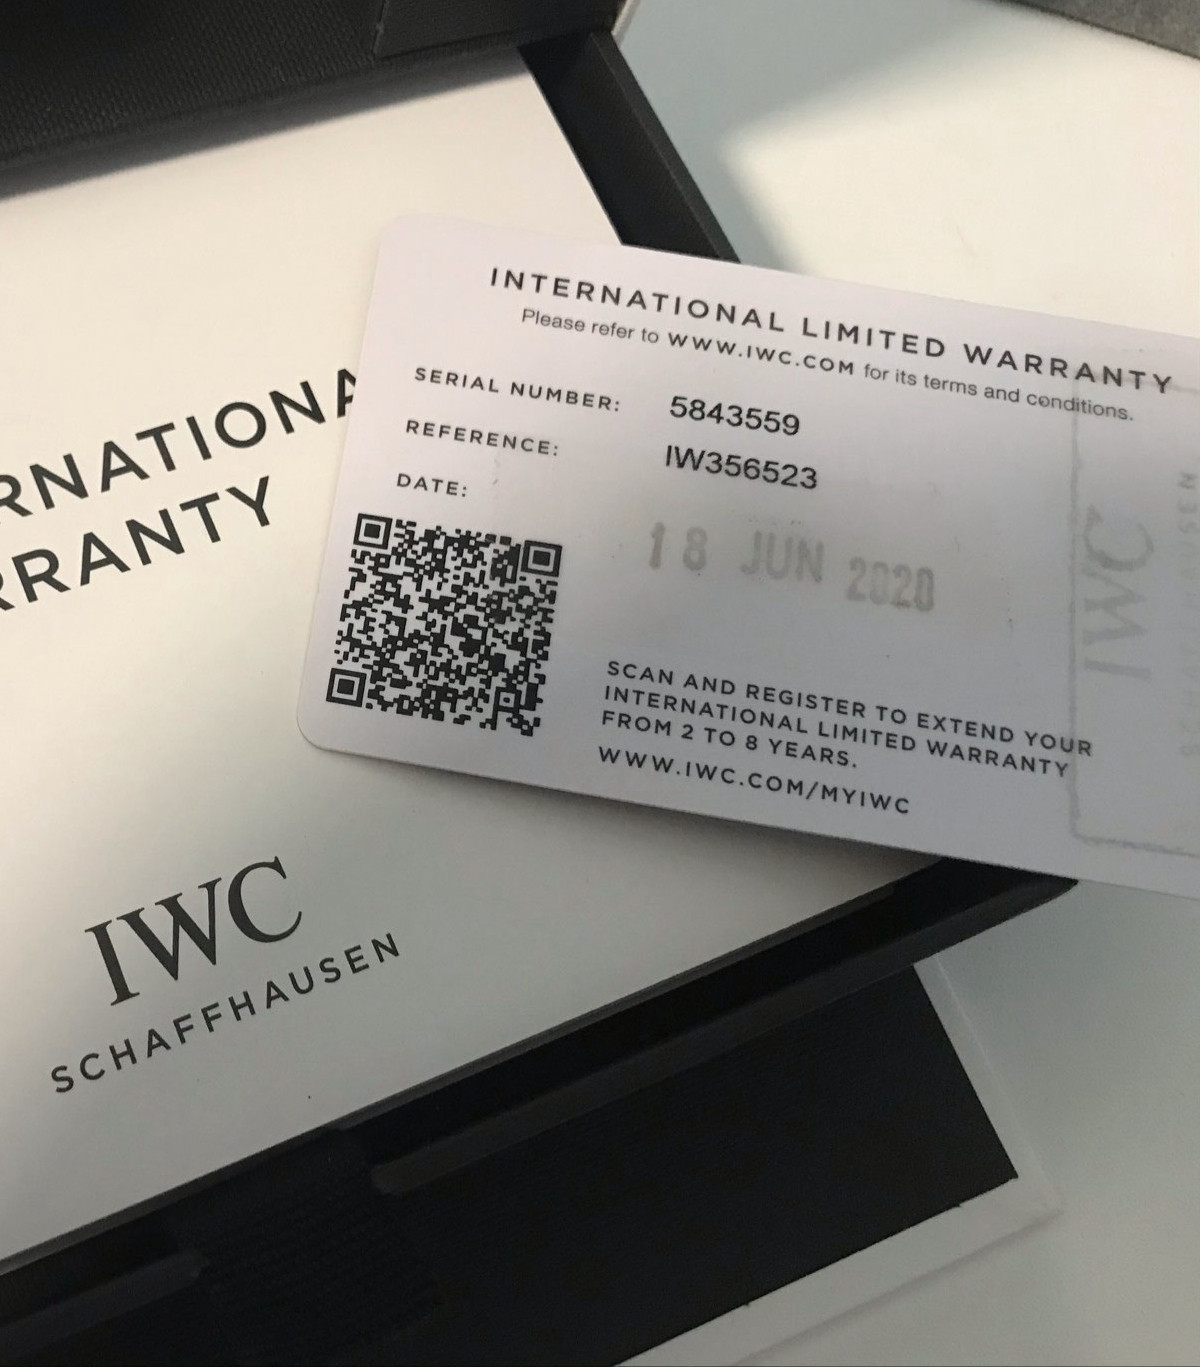 INTERNATIONAL LIMITED WARRANTY
Please refer to WWW.IWC.COM for its terms and conditions.
SERIAL NUMBER: 5843559
REFERENCE: IW356523
DATE: 18 JUN 2020
SCAN AND REGISTER TO EXTEND YOUR
INTERNATIONAL LIMITED WARRANTY
FROM 2 TO 8 YEARS.
WWW.IWC.COM/MYIWC
IWC
RNATIONA
RRANTY
IWC
SCHAFFHAUSEN